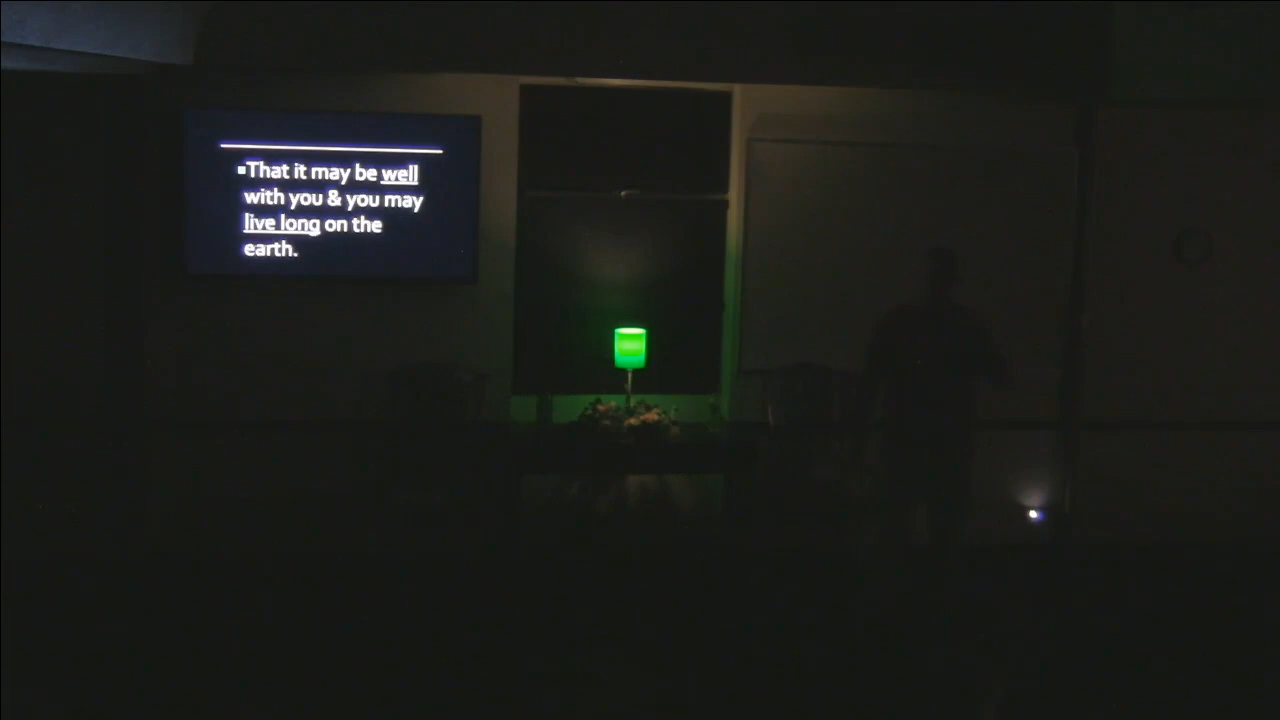 ▪That it may be well
with you & you may
live long on the
earth.